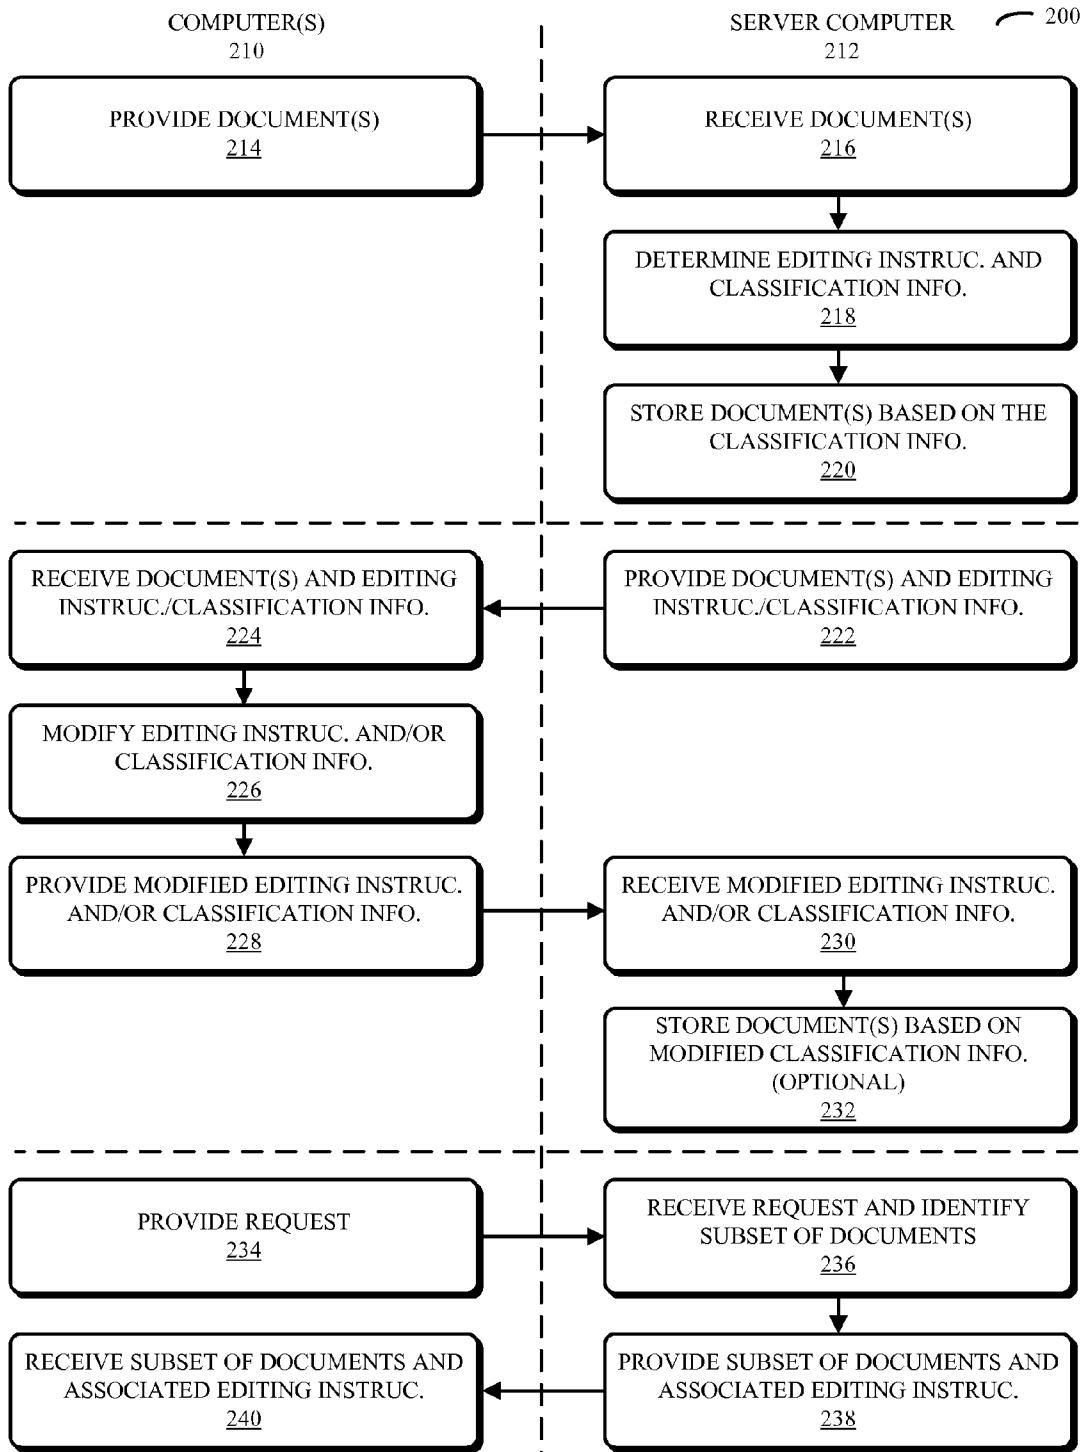 COMPUTER(S)
210
SERVER COMPUTER
212
200
PROVIDE DOCUMENT(S)
214
RECEIVE DOCUMENT(S)
216
DETERMINE EDITING INSTRUC. AND
CLASSIFICATION INFO.
218
STORE DOCUMENT(S) BASED ON THE
CLASSIFICATION INFO.
220
RECEIVE DOCUMENT(S) AND EDITING
INSTRUC./CLASSIFICATION INFO.
224
PROVIDE DOCUMENT(S) AND EDITING
INSTRUC./CLASSIFICATION INFO.
222
MODIFY EDITING INSTRUC. AND/OR
CLASSIFICATION INFO.
226
PROVIDE MODIFIED EDITING INSTRUC.
AND/OR CLASSIFICATION INFO.
228
RECEIVE MODIFIED EDITING INSTRUC.
AND/OR CLASSIFICATION INFO.
230
STORE DOCUMENT(S) BASED ON
MODIFIED CLASSIFICATION INFO.
(OPTIONAL)
232
PROVIDE REQUEST
234
RECEIVE REQUEST AND IDENTIFY
SUBSET OF DOCUMENTS
236
RECEIVE SUBSET OF DOCUMENTS AND
ASSOCIATED EDITING INSTRUC.
240
PROVIDE SUBSET OF DOCUMENTS AND
ASSOCIATED EDITING INSTRUC.
238